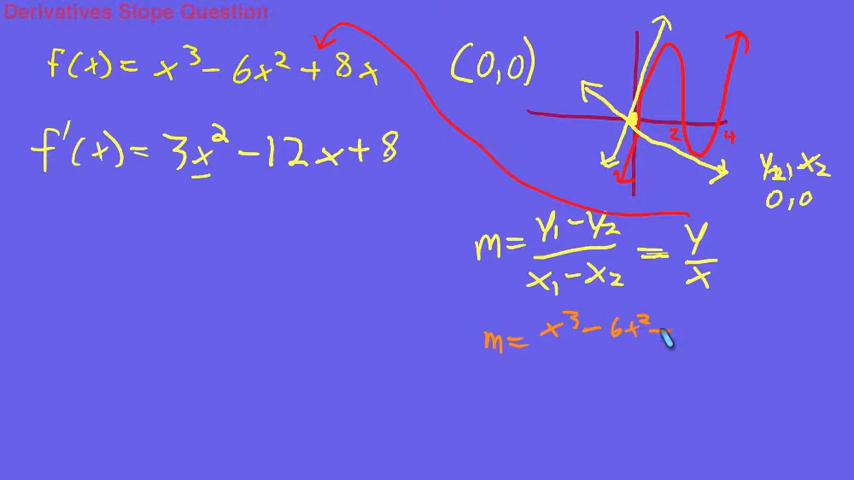 Derivatives Slope Question
f(x) = x³ - 6x² + 8x
(0,0)
f'(x) = 3x² - 12x + 8
2
4
y₂, x₂
0,0
m = y₁ - y₂ / x₁ - x₂ = y / x
m = x³ - 6x² -